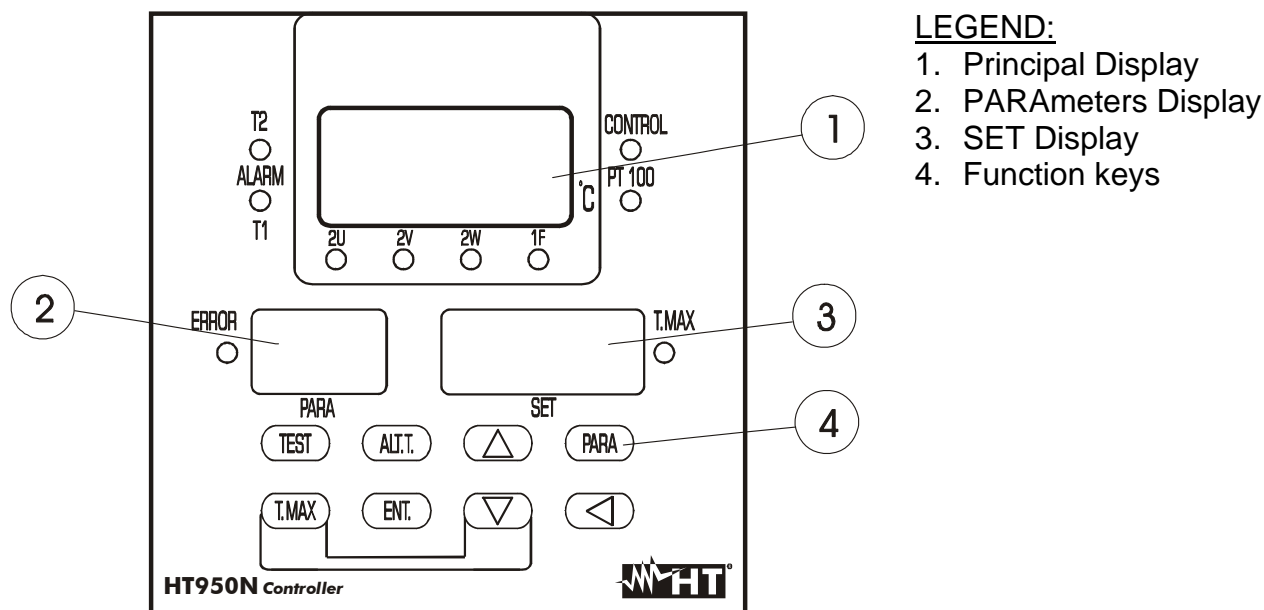 LEGEND:
1. Principal Display
2. PARAmeters Display
3. SET Display
4. Function keys
T2
CONTROL
1
ALARM
PT 100
°C
T1
2U 2V 2W 1F
2
ERROR
T.MAX
3
PARA
SET
TEST ALT.T. PARA
4
T.MAX ENT.
HT950N Controller
HT®